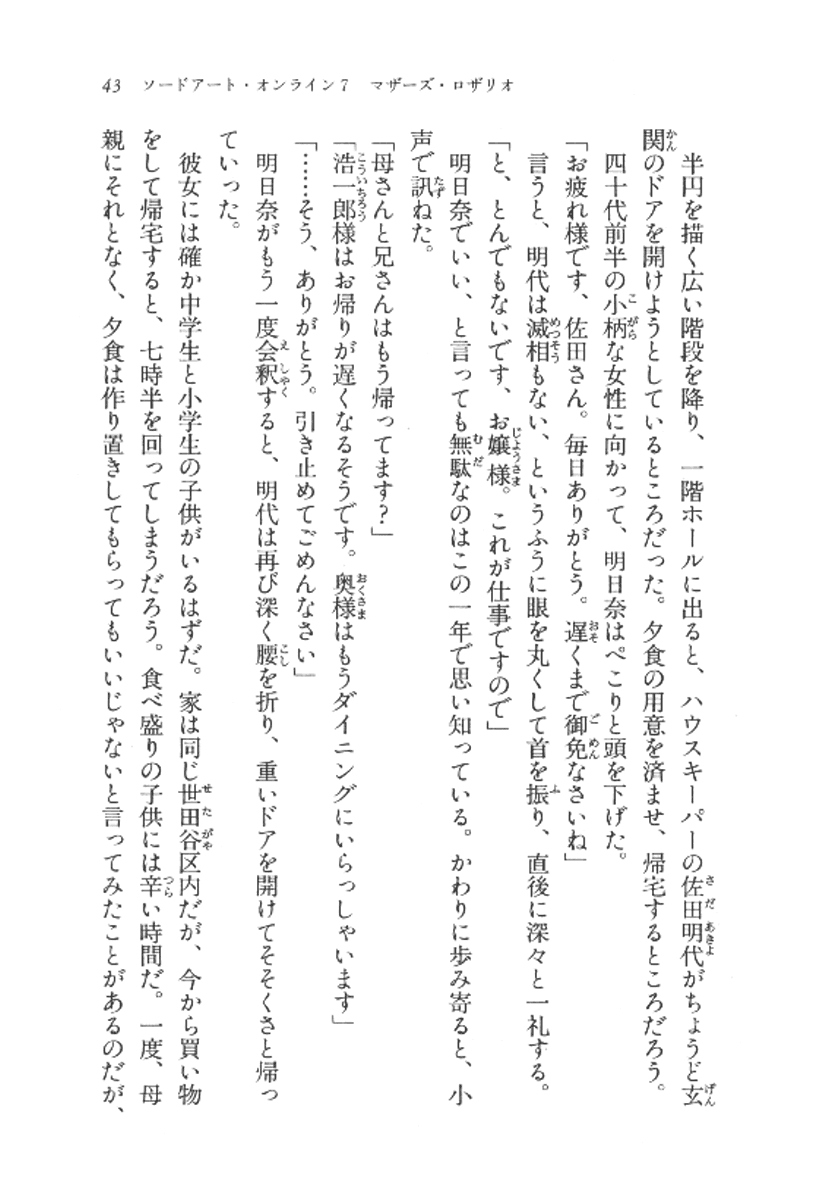 43　ソードアート・オンライン7　マザーズ・ロザリオ
　半円を描く広い階段を降り、一階ホールに出ると、ハウスキーパーの佐田明代がちょうど玄
関のドアを開けようとしているところだった。夕食の用意を済ませ、帰宅するところだろう。
　四十代前半の小柄な女性に向かって、明日奈はぺこりと頭を下げた。
「お疲れ様です、佐田さん。毎日ありがとう。遅くまで御免なさいね」
　言うと、明代は滅相もない、というふうに眼を丸くして首を振り、直後に深々と一礼する。
「と、とんでもないです、お嬢様。これが仕事ですので」
　明日奈でいい、と言っても無駄なのはこの一年で思い知っている。かわりに歩み寄ると、小
声で訊ねた。
「母さんと兄さんはもう帰ってます？」
「浩一郎様はお帰りが遅くなるそうです。奥様はもうダイニングにいらっしゃいます」
「……そう、ありがとう。引き止めてごめんなさい」
　明日奈がもう一度会釈すると、明代は再び深く腰を折り、重いドアを開けてそそくさと帰っ
ていった。
　彼女には確か中学生と小学生の子供がいるはずだ。家は同じ世田谷区内だが、今から買い物
をして帰宅すると、七時半を回ってしまうだろう。食べ盛りの子供には辛い時間だ。一度、母
親にそれとなく、夕食は作り置きしてもらってもいいじゃないと言ってみたことがあるのだが、